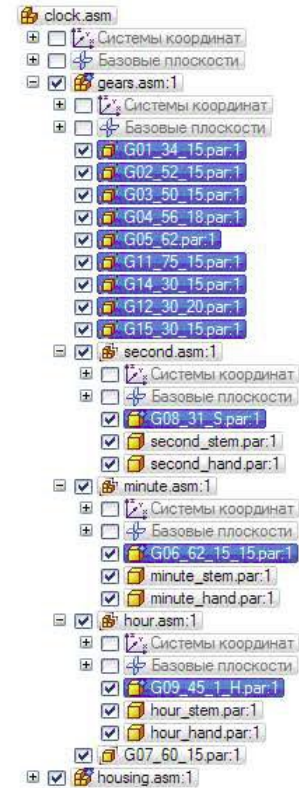 clock.asm
Системы координат
Базовые плоскости
gears.asm:1
Системы координат
Базовые плоскости
G01_34_15.par:1
G02_52_15.par:1
G03_50_15.par:1
G04_56_18.par:1
G05_62.par:1
G11_75_15.par:1
G14_30_15.par:1
G12_30_20.par:1
G15_30_15.par:1
second.asm:1
Системы координат
Базовые плоскости
G08_31_S.par:1
second_stem.par:1
second_hand.par:1
minute.asm:1
Системы координат
Базовые плоскости
G06_62_15_15.par:1
minute_stem.par:1
minute_hand.par:1
hour.asm:1
Системы координат
Базовые плоскости
G09_45_1_H.par:1
hour_stem.par:1
hour_hand.par:1
G07_60_15.par:1
housing.asm:1